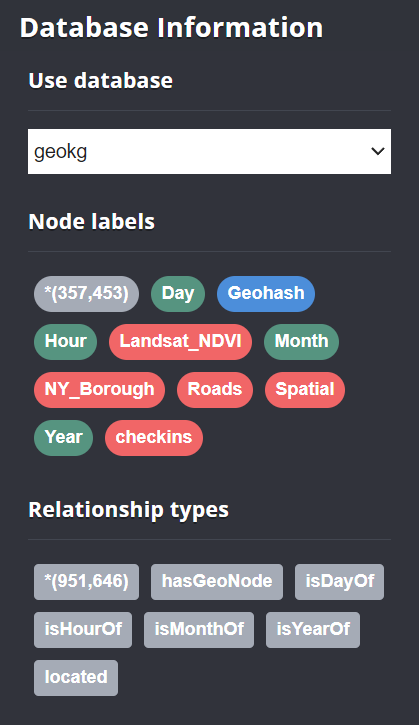 Database Information
Use database
geokg
Node labels
*(357,453) Day Geohash
Hour Landsat_NDVI Month
NY_Borough Roads Spatial
Year checkins
Relationship types
*(951,646) hasGeoNode isDayOf
isHourOf isMonthOf isYearOf
located